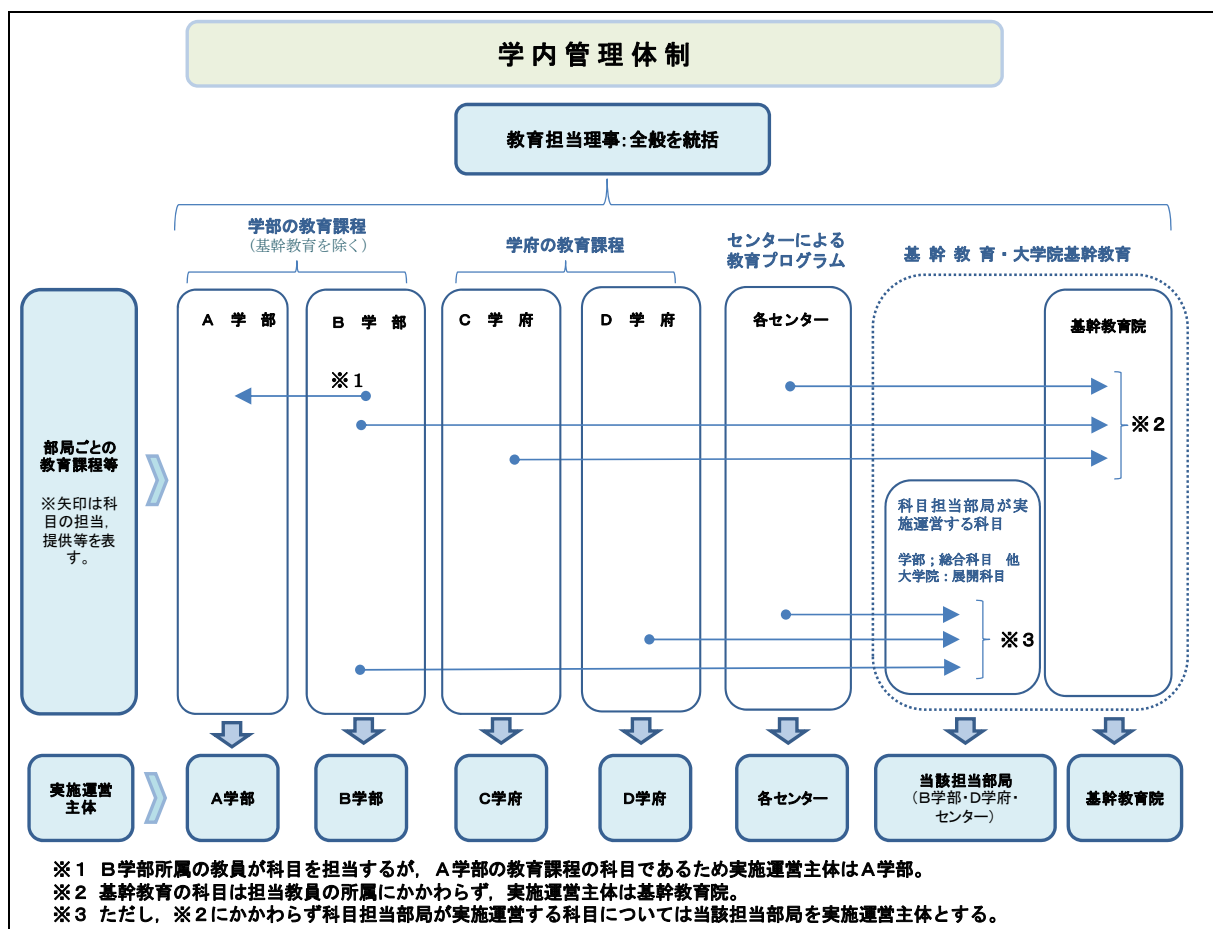 学内管理体制
教育担当理事：全般を統括
学部の教育課程
（基幹教育を除く）
学府の教育課程
センターによる
教育プログラム
基 幹 教 育・大学院基幹教育
部局ごとの
教育課程等
※矢印は科
目の担当，
提供等を表
す。
Ａ　学　部
Ｂ　学　部
Ｃ　学　府
Ｄ　学　府
各センター
基幹教育院
※１
※２
科目担当部局が実
施運営する科目
学部；総合科目　他
大学院：展開科目
※３
実施運営
主体
Ａ学部
Ｂ学部
Ｃ学府
Ｄ学府
各センター
当該担当部局
（Ｂ学部・Ｄ学府・
センター）
基幹教育院
※１　Ｂ学部所属の教員が科目を担当するが，Ａ学部の教育課程の科目であるため実施運営主体はＡ学部。
※２　基幹教育の科目は担当教員の所属にかかわらず，実施運営主体は基幹教育院。
※３　ただし，※２にかかわらず科目担当部局が実施運営する科目については当該担当部局を実施運営主体とする。